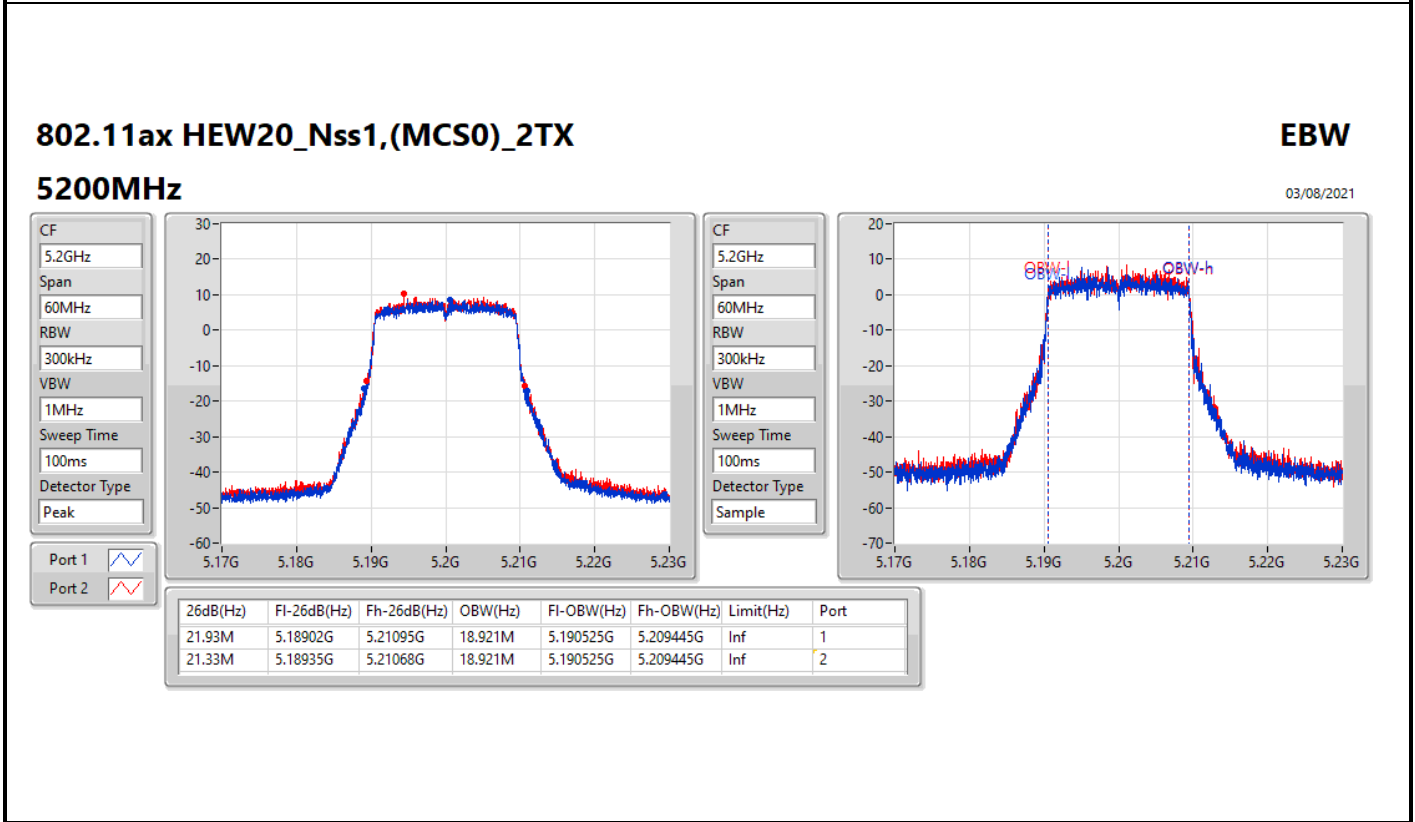 802.11ax HEW20_Nss1,(MCS0)_2TX
EBW
5200MHz
03/08/2021
CF
5.2GHz
Span
60MHz
RBW
300kHz
VBW
1MHz
Sweep Time
100ms
Detector Type
Peak
Port 1
Port 2
30
20
10
0
-10
-20
-30
-40
-50
-60
5.17G 5.18G 5.19G 5.2G 5.21G 5.22G 5.23G
CF
5.2GHz
Span
60MHz
RBW
300kHz
VBW
1MHz
Sweep Time
100ms
Detector Type
Sample
20
10
0
-10
-20
-30
-40
-50
-60
-70
OBW-l
OBW-l
OBW-h
5.17G 5.18G 5.19G 5.2G 5.21G 5.22G 5.23G
26dB(Hz) Fl-26dB(Hz) Fh-26dB(Hz) OBW(Hz) Fl-OBW(Hz) Fh-OBW(Hz) Limit(Hz) Port
21.93M 5.18902G 5.21095G 18.921M 5.190525G 5.209445G Inf 1
21.33M 5.18935G 5.21068G 18.921M 5.190525G 5.209445G Inf 2